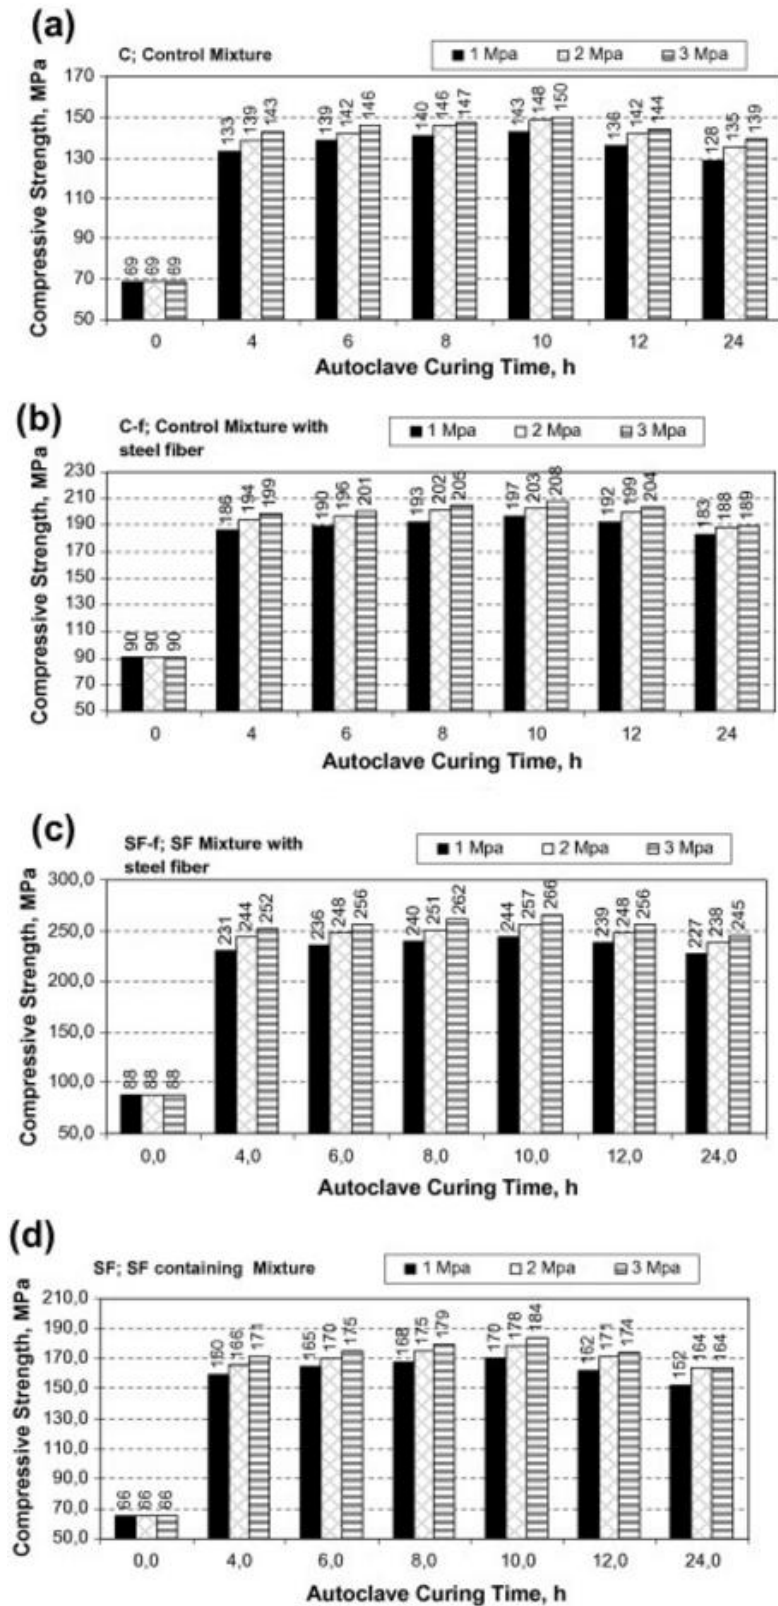 (a)
C; Control Mixture
1 Mpa 2 Mpa 3 Mpa
Compressive Strength, MPa
170
150
130
110
90
70
50
69 69 69
133 139 143
139 142 146
140 146 147
143 148 150
136 142 144
128 135 139
0 4 6 8 10 12 24
Autoclave Curing Time, h
(b)
C-f; Control Mixture with
steel fiber
1 Mpa 2 Mpa 3 Mpa
Compressive Strength, MPa
230
210
190
170
150
130
110
90
70
50
90 90 90
186 194 199
190 196 201
193 202 205
197 203 208
192 199 204
183 188 189
0 4 6 8 10 12 24
Autoclave Curing Time, h
(c)
SF-f; SF Mixture with
steel fiber
1 Mpa 2 Mpa 3 Mpa
Compressive Strength, MPa
300,0
250,0
200,0
150,0
100,0
50,0
88 88 88
231 244 252
236 248 256
240 251 262
244 257 266
239 248 256
227 238 245
0,0 4,0 6,0 8,0 10,0 12,0 24,0
Autoclave Curing Time, h
(d)
SF; SF containing Mixture
1 Mpa 2 Mpa 3 Mpa
Compressive Strength, MPa
210,0
190,0
170,0
150,0
130,0
110,0
90,0
70,0
50,0
66 66 66
160 166 171
165 170 175
168 175 179
170 178 184
162 171 174
152 164 164
0,0 4,0 6,0 8,0 10,0 12,0 24,0
Autoclave Curing Time, h